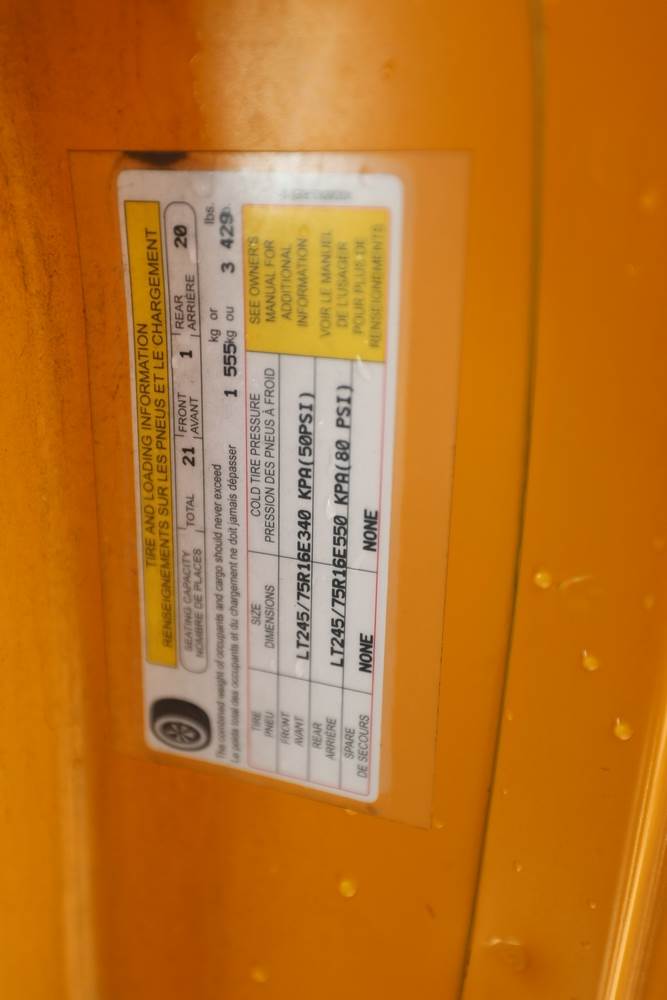 TIRE AND LOADING INFORMATION
RENSEIGNEMENTS SUR LES PNEUS ET LE CHARGEMENT
SEATING CAPACITY TOTAL 21 FRONT 1 REAR 20
NOMBRE DE PLACES AVANT ARRIÈRE
The combined weight of occupants and cargo should never exceed 1 555 kg or 3 429 lbs.
Le poids total des occupants et du chargement ne doit jamais dépasser kg ou
TIRE SIZE COLD TIRE PRESSURE
PNEU DIMENSIONS PRESSION DES PNEUS À FROID
FRONT
AVANT LT245/75R16E 340 KPA(50PSI)
REAR
ARRIÈRE LT245/75R16E 550 KPA(80 PSI)
SPARE
DE SECOURS NONE NONE
SEE OWNER'S
MANUAL FOR
ADDITIONAL
INFORMATION
VOIR LE MANUEL
DE L'USAGER
POUR PLUS DE
RENSEIGNEMENTS